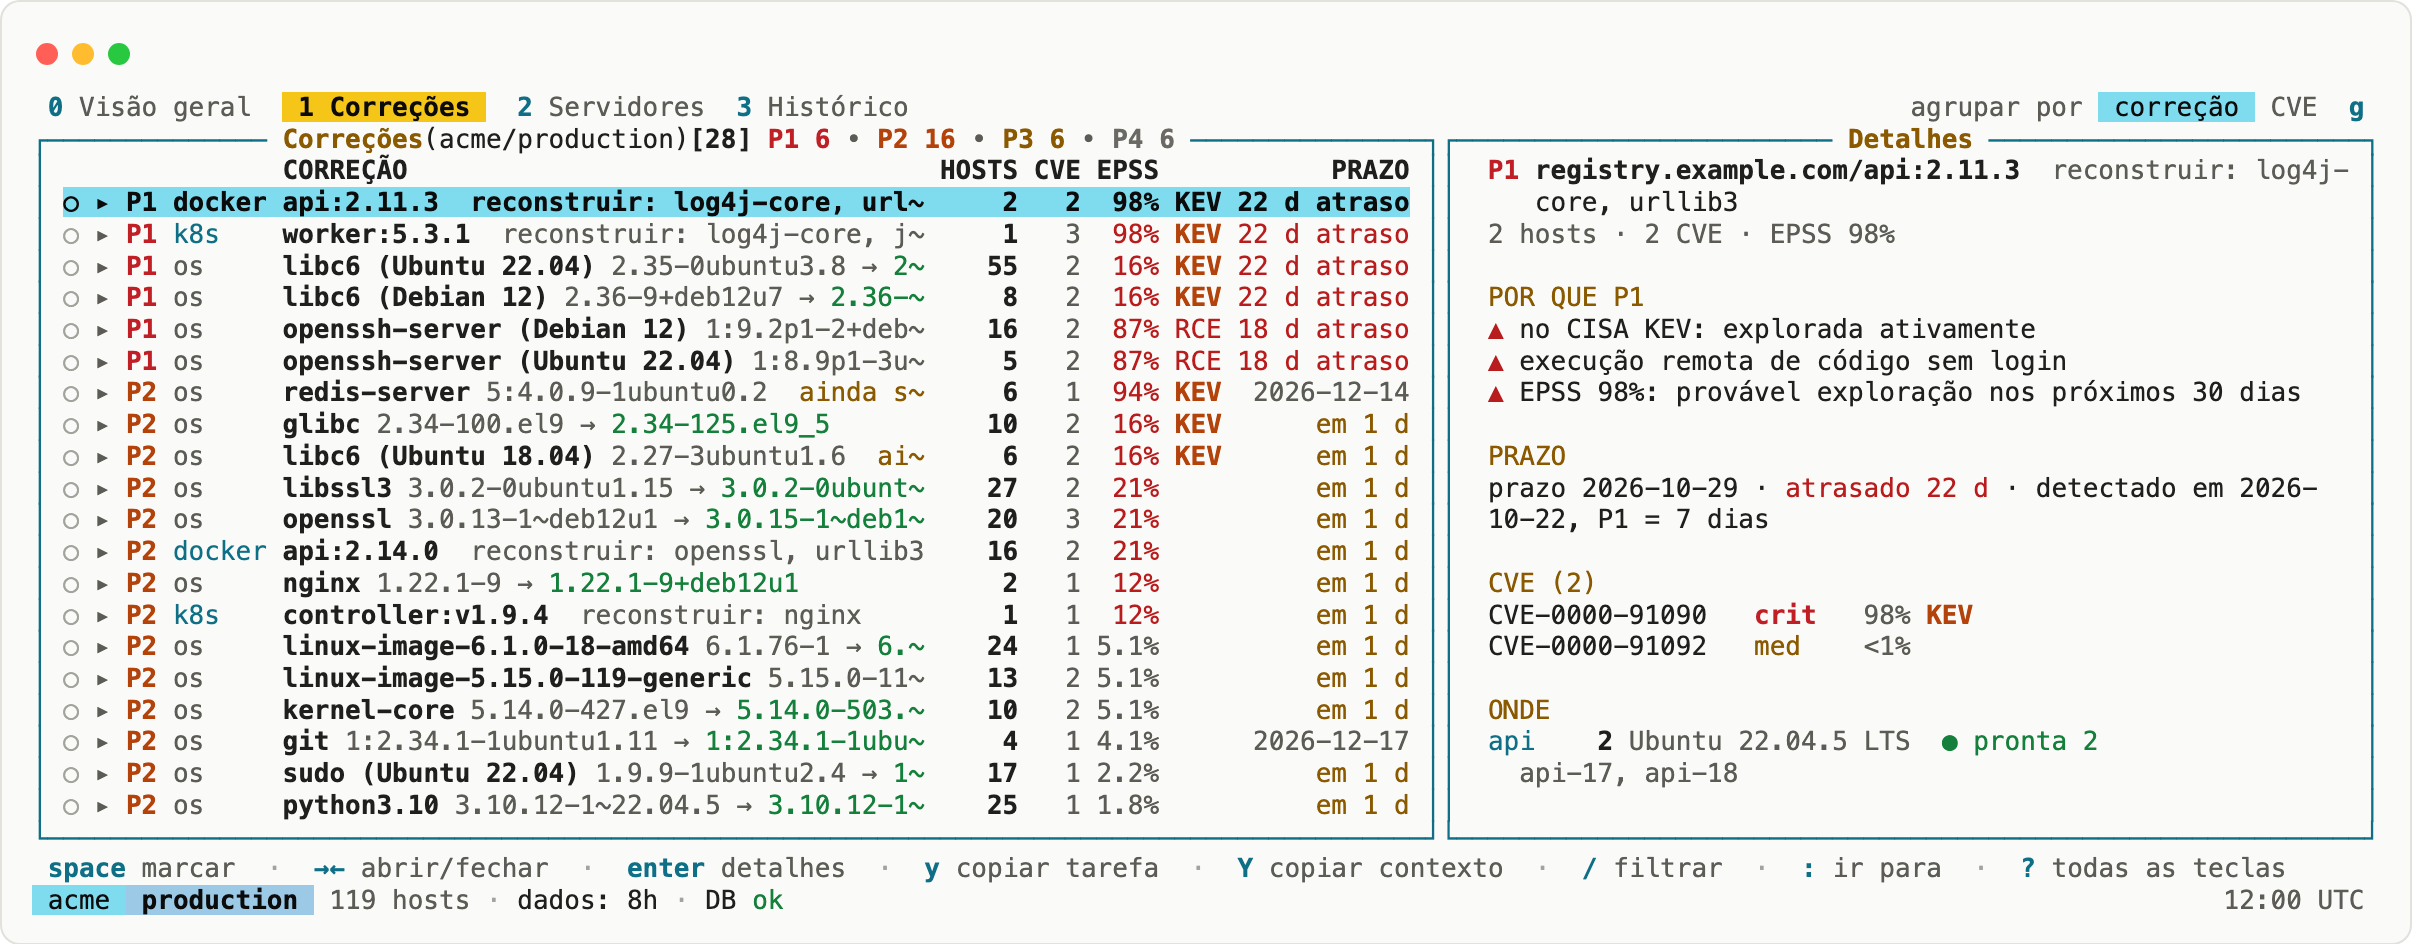 0 Visão geral  1 Correções  2 Servidores  3 Histórico  agrupar por correção CVE g
Correções(acme/production)[28] P1 6 • P2 16 • P3 6 • P4 6
CORREÇÃO HOSTS CVE EPSS PRAZO
○ ▸ P1 docker api:2.11.3  reconstruir: log4j-core, url~ 2 2 98% KEV 22 d atraso
○ ▸ P1 k8s worker:5.3.1  reconstruir: log4j-core, j~ 1 3 98% KEV 22 d atraso
○ ▸ P1 os libc6 (Ubuntu 22.04) 2.35-0ubuntu3.8 → 2~ 55 2 16% KEV 22 d atraso
○ ▸ P1 os libc6 (Debian 12) 2.36-9+deb12u7 → 2.36-~ 8 2 16% KEV 22 d atraso
○ ▸ P1 os openssh-server (Debian 12) 1:9.2p1-2+deb~ 16 2 87% RCE 18 d atraso
○ ▸ P1 os openssh-server (Ubuntu 22.04) 1:8.9p1-3u~ 5 2 87% RCE 18 d atraso
○ ▸ P2 os redis-server 5:4.0.9-1ubuntu0.2  ainda s~ 6 1 94% KEV 2026-12-14
○ ▸ P2 os glibc 2.34-100.el9 → 2.34-125.el9_5 10 2 16% KEV em 1 d
○ ▸ P2 os libc6 (Ubuntu 18.04) 2.27-3ubuntu1.6  ai~ 6 2 16% KEV em 1 d
○ ▸ P2 os libssl3 3.0.2-0ubuntu1.15 → 3.0.2-0ubunt~ 27 2 21% em 1 d
○ ▸ P2 os openssl 3.0.13-1~deb12u1 → 3.0.15-1~deb1~ 20 3 21% em 1 d
○ ▸ P2 docker api:2.14.0  reconstruir: openssl, urllib3 16 2 21% em 1 d
○ ▸ P2 os nginx 1.22.1-9 → 1.22.1-9+deb12u1 2 1 12% em 1 d
○ ▸ P2 k8s controller:v1.9.4  reconstruir: nginx 1 1 12% em 1 d
○ ▸ P2 os linux-image-6.1.0-18-amd64 6.1.76-1 → 6.~ 24 1 5.1% em 1 d
○ ▸ P2 os linux-image-5.15.0-119-generic 5.15.0-11~ 13 2 5.1% em 1 d
○ ▸ P2 os kernel-core 5.14.0-427.el9 → 5.14.0-503.~ 10 2 5.1% em 1 d
○ ▸ P2 os git 1:2.34.1-1ubuntu1.11 → 1:2.34.1-1ubu~ 4 1 4.1% 2026-12-17
○ ▸ P2 os sudo (Ubuntu 22.04) 1.9.9-1ubuntu2.4 → 1~ 17 1 2.2% em 1 d
○ ▸ P2 os python3.10 3.10.12-1~22.04.5 → 3.10.12-1~ 25 1 1.8% em 1 d
Detalhes
P1 registry.example.com/api:2.11.3  reconstruir: log4j-
core, urllib3
2 hosts · 2 CVE · EPSS 98%
POR QUE P1
▲ no CISA KEV: explorada ativamente
▲ execução remota de código sem login
▲ EPSS 98%: provável exploração nos próximos 30 dias
PRAZO
prazo 2026-10-29 · atrasado 22 d · detectado em 2026-
10-22, P1 = 7 dias
CVE (2)
CVE-0000-91090 crit 98% KEV
CVE-0000-91092 med <1%
ONDE
api 2 Ubuntu 22.04.5 LTS ● pronta 2
api-17, api-18
space marcar · →← abrir/fechar · enter detalhes · y copiar tarefa · Y copiar contexto · / filtrar · : ir para · ? todas as teclas
acme production 119 hosts · dados: 8h · DB ok 12:00 UTC